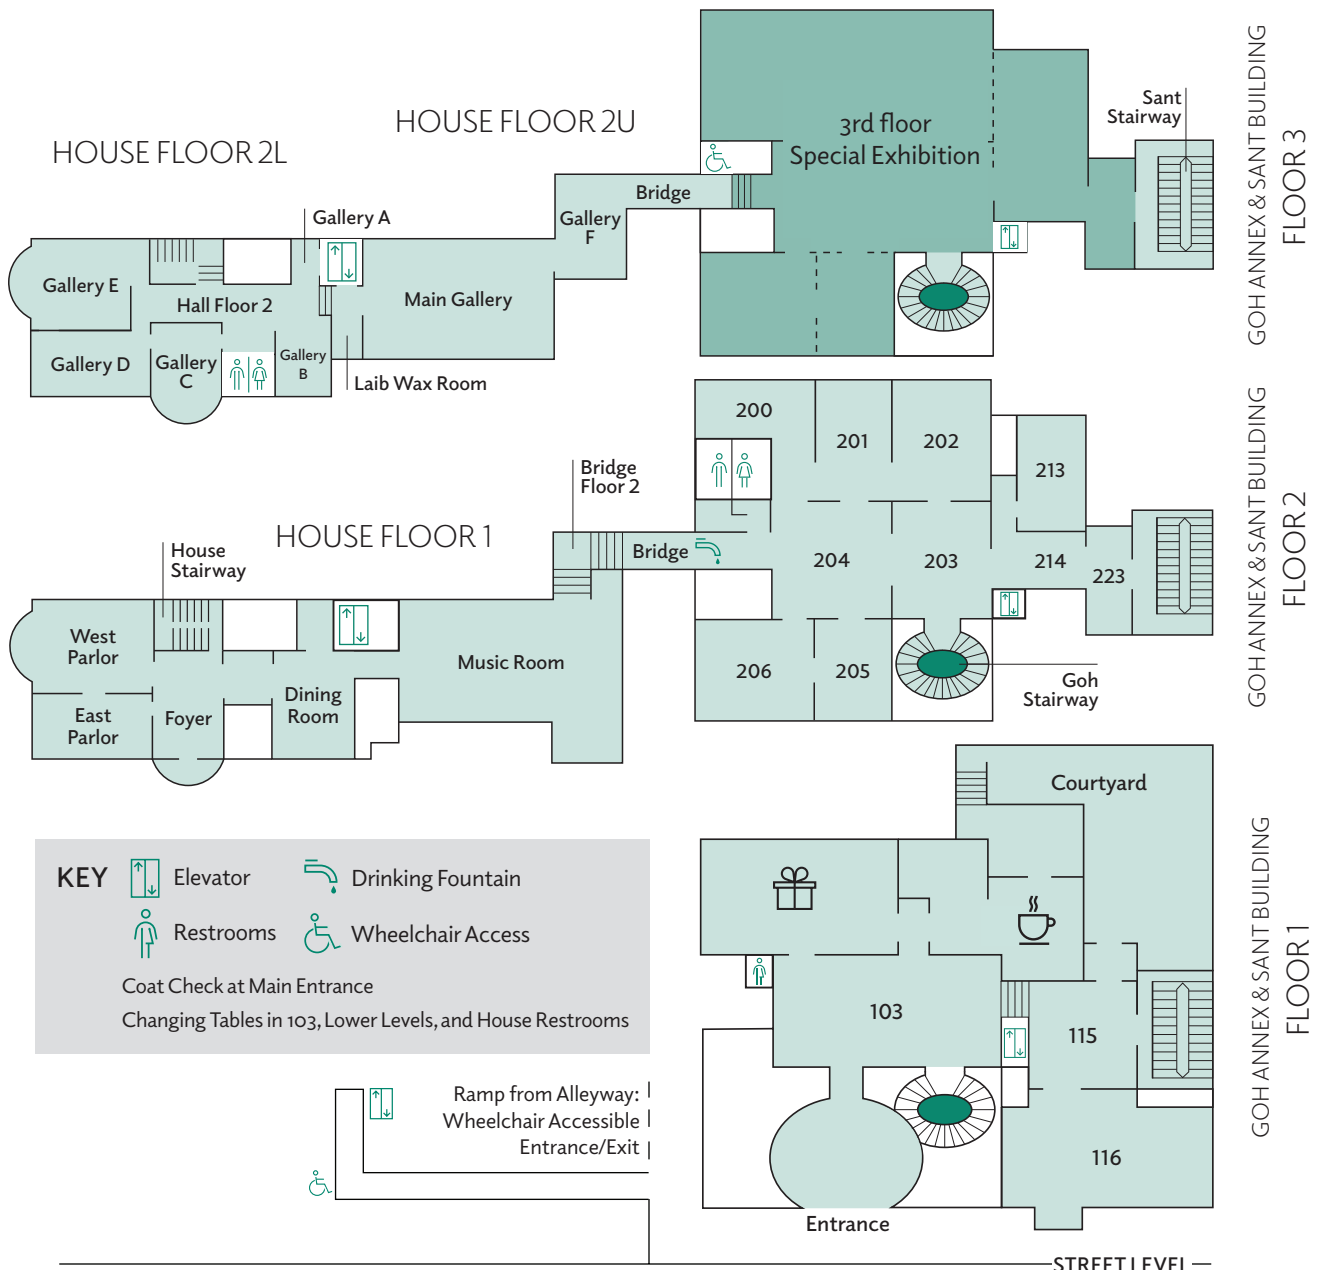 HOUSE FLOOR 2L
HOUSE FLOOR 2U
3rd floor
Special Exhibition
Sant
Stairway
GOH ANNEX & SANT BUILDING
FLOOR 3
Bridge
Gallery A
Gallery
F
Gallery E
Hall Floor 2
Main Gallery
Gallery D
Gallery
C
Gallery
B
Laib Wax Room
200
201
202
213
GOH ANNEX & SANT BUILDING
FLOOR 2
Bridge
Floor 2
HOUSE FLOOR 1
House
Stairway
Bridge
204
203
214
223
West
Parlor
Music Room
206
205
Goh
Stairway
East
Parlor
Foyer
Dining
Room
Courtyard
GOH ANNEX & SANT BUILDING
FLOOR 1
KEY
Elevator
Drinking Fountain
Restrooms
Wheelchair Access
Coat Check at Main Entrance
Changing Tables in 103, Lower Levels, and House Restrooms
103
115
116
Ramp from Alleyway:
Wheelchair Accessible
Entrance/Exit
Entrance
STREET LEVEL